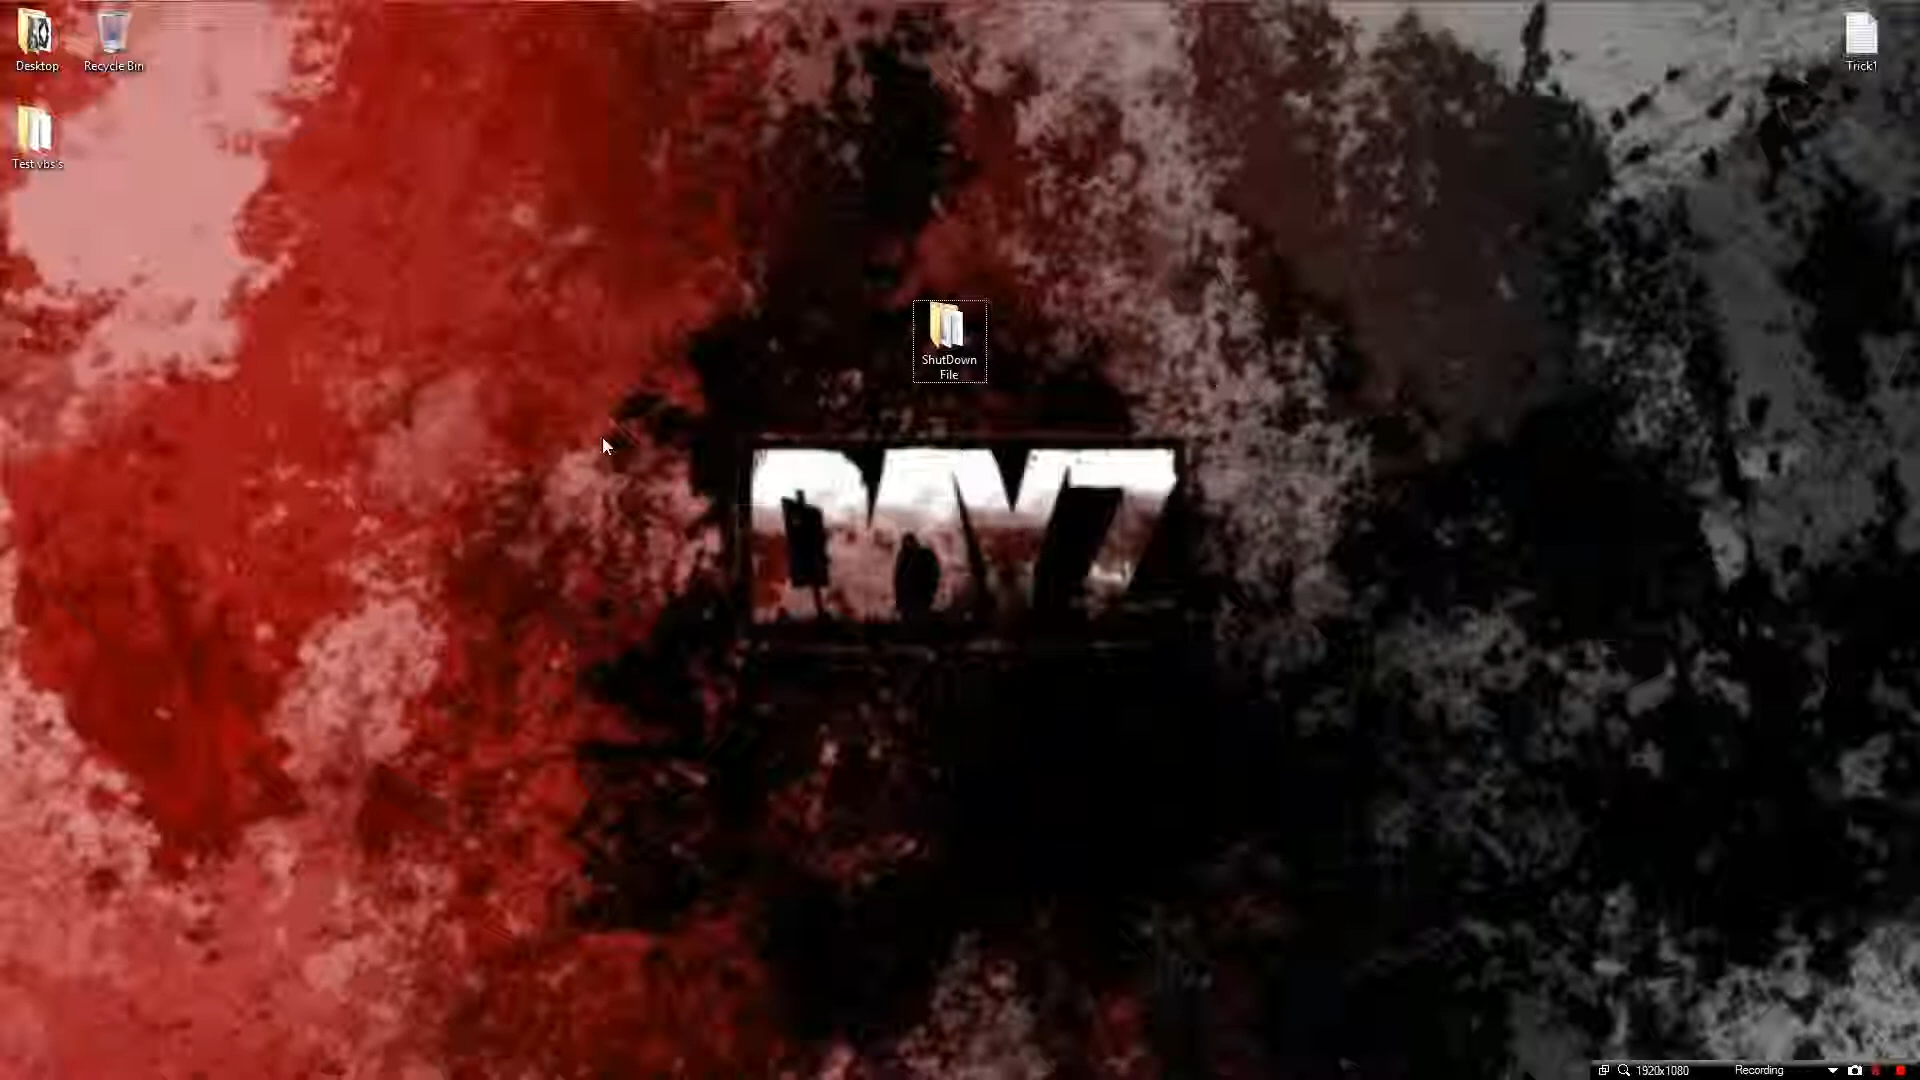 Desktop
Recycle Bin
Trick1
Test vbs's
ShutDown
File
DAYZ
1920x1080
Recording